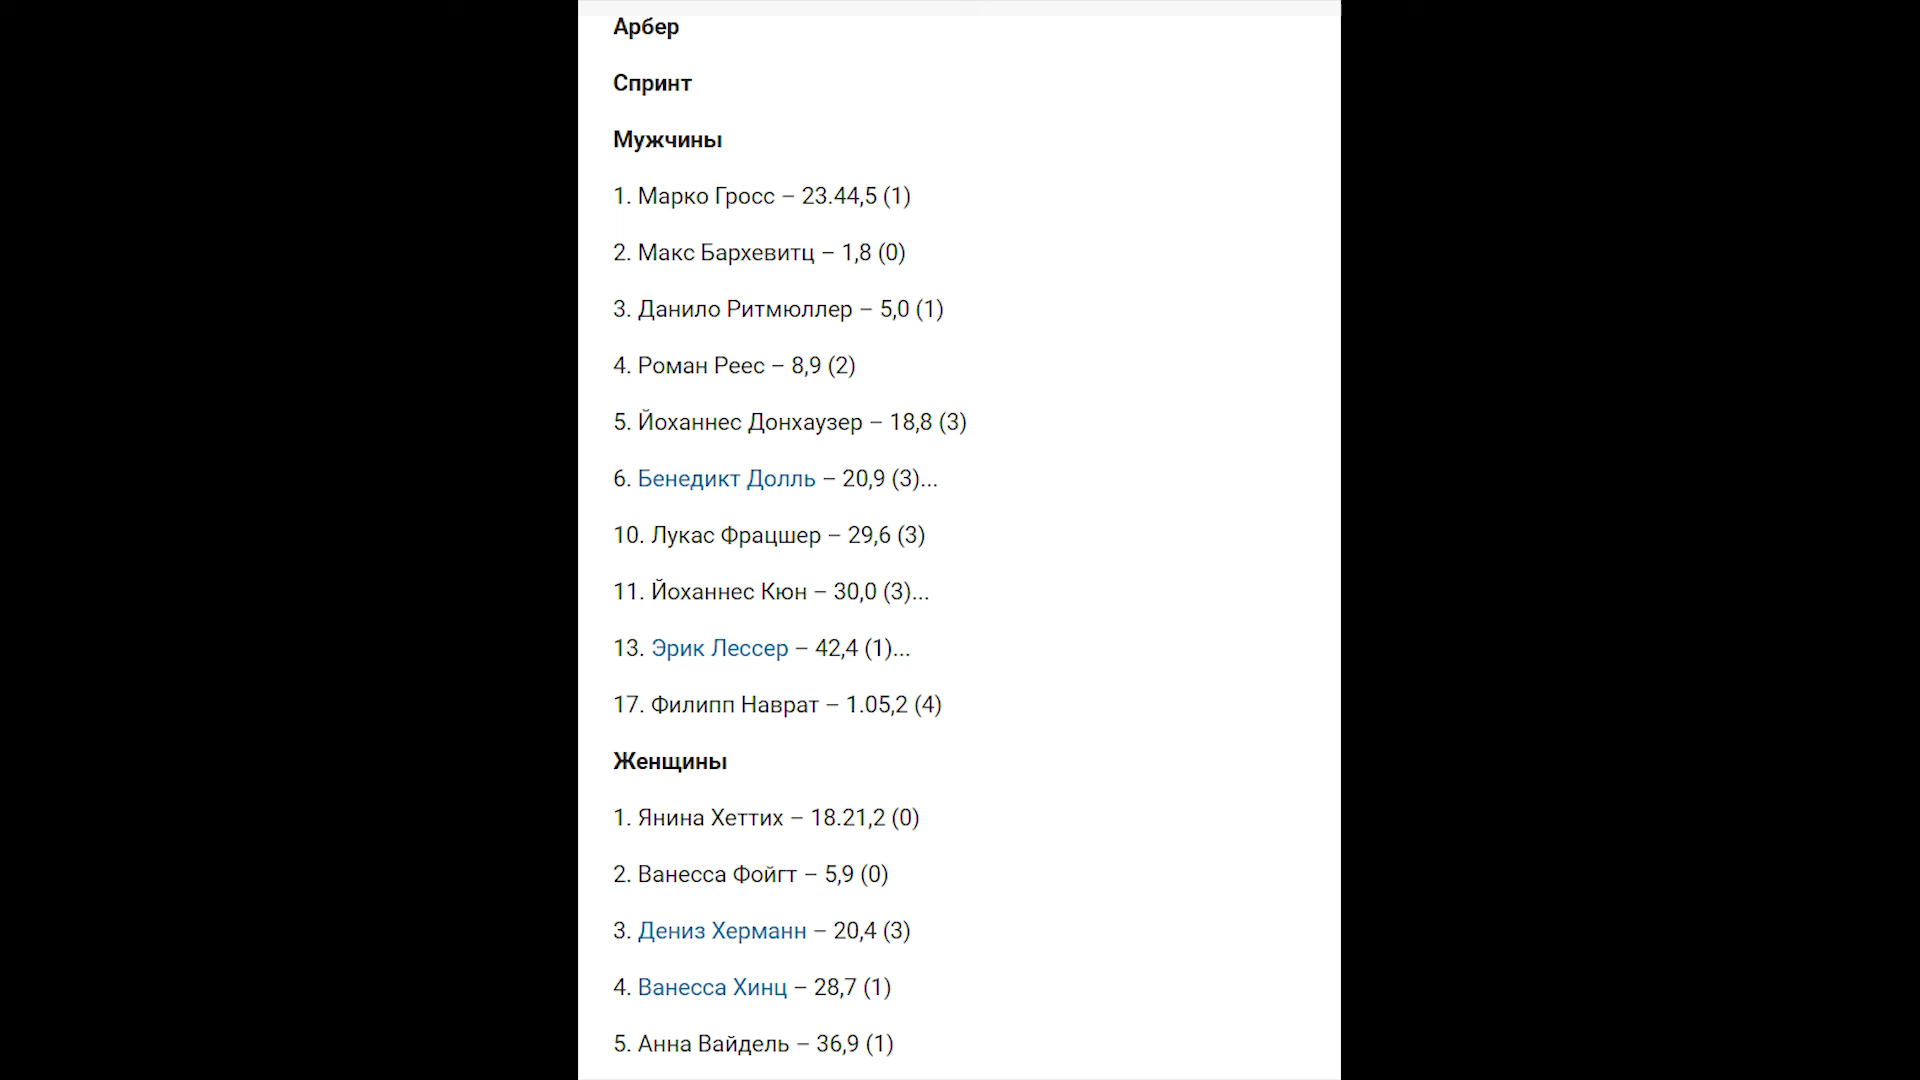 Арбер
Спринт
Мужчины
1. Марко Гросс – 23.44,5 (1)
2. Макс Бархевитц – 1,8 (0)
3. Данило Ритмюллер – 5,0 (1)
4. Роман Реес – 8,9 (2)
5. Йоханнес Донхаузер – 18,8 (3)
6. Бенедикт Долль – 20,9 (3)...
10. Лукас Фрацшер – 29,6 (3)
11. Йоханнес Кюн – 30,0 (3)...
13. Эрик Лессер – 42,4 (1)...
17. Филипп Наврат – 1.05,2 (4)
Женщины
1. Янина Хеттих – 18.21,2 (0)
2. Ванесса Фойгт – 5,9 (0)
3. Дениз Херманн – 20,4 (3)
4. Ванесса Хинц – 28,7 (1)
5. Анна Вайдель – 36,9 (1)